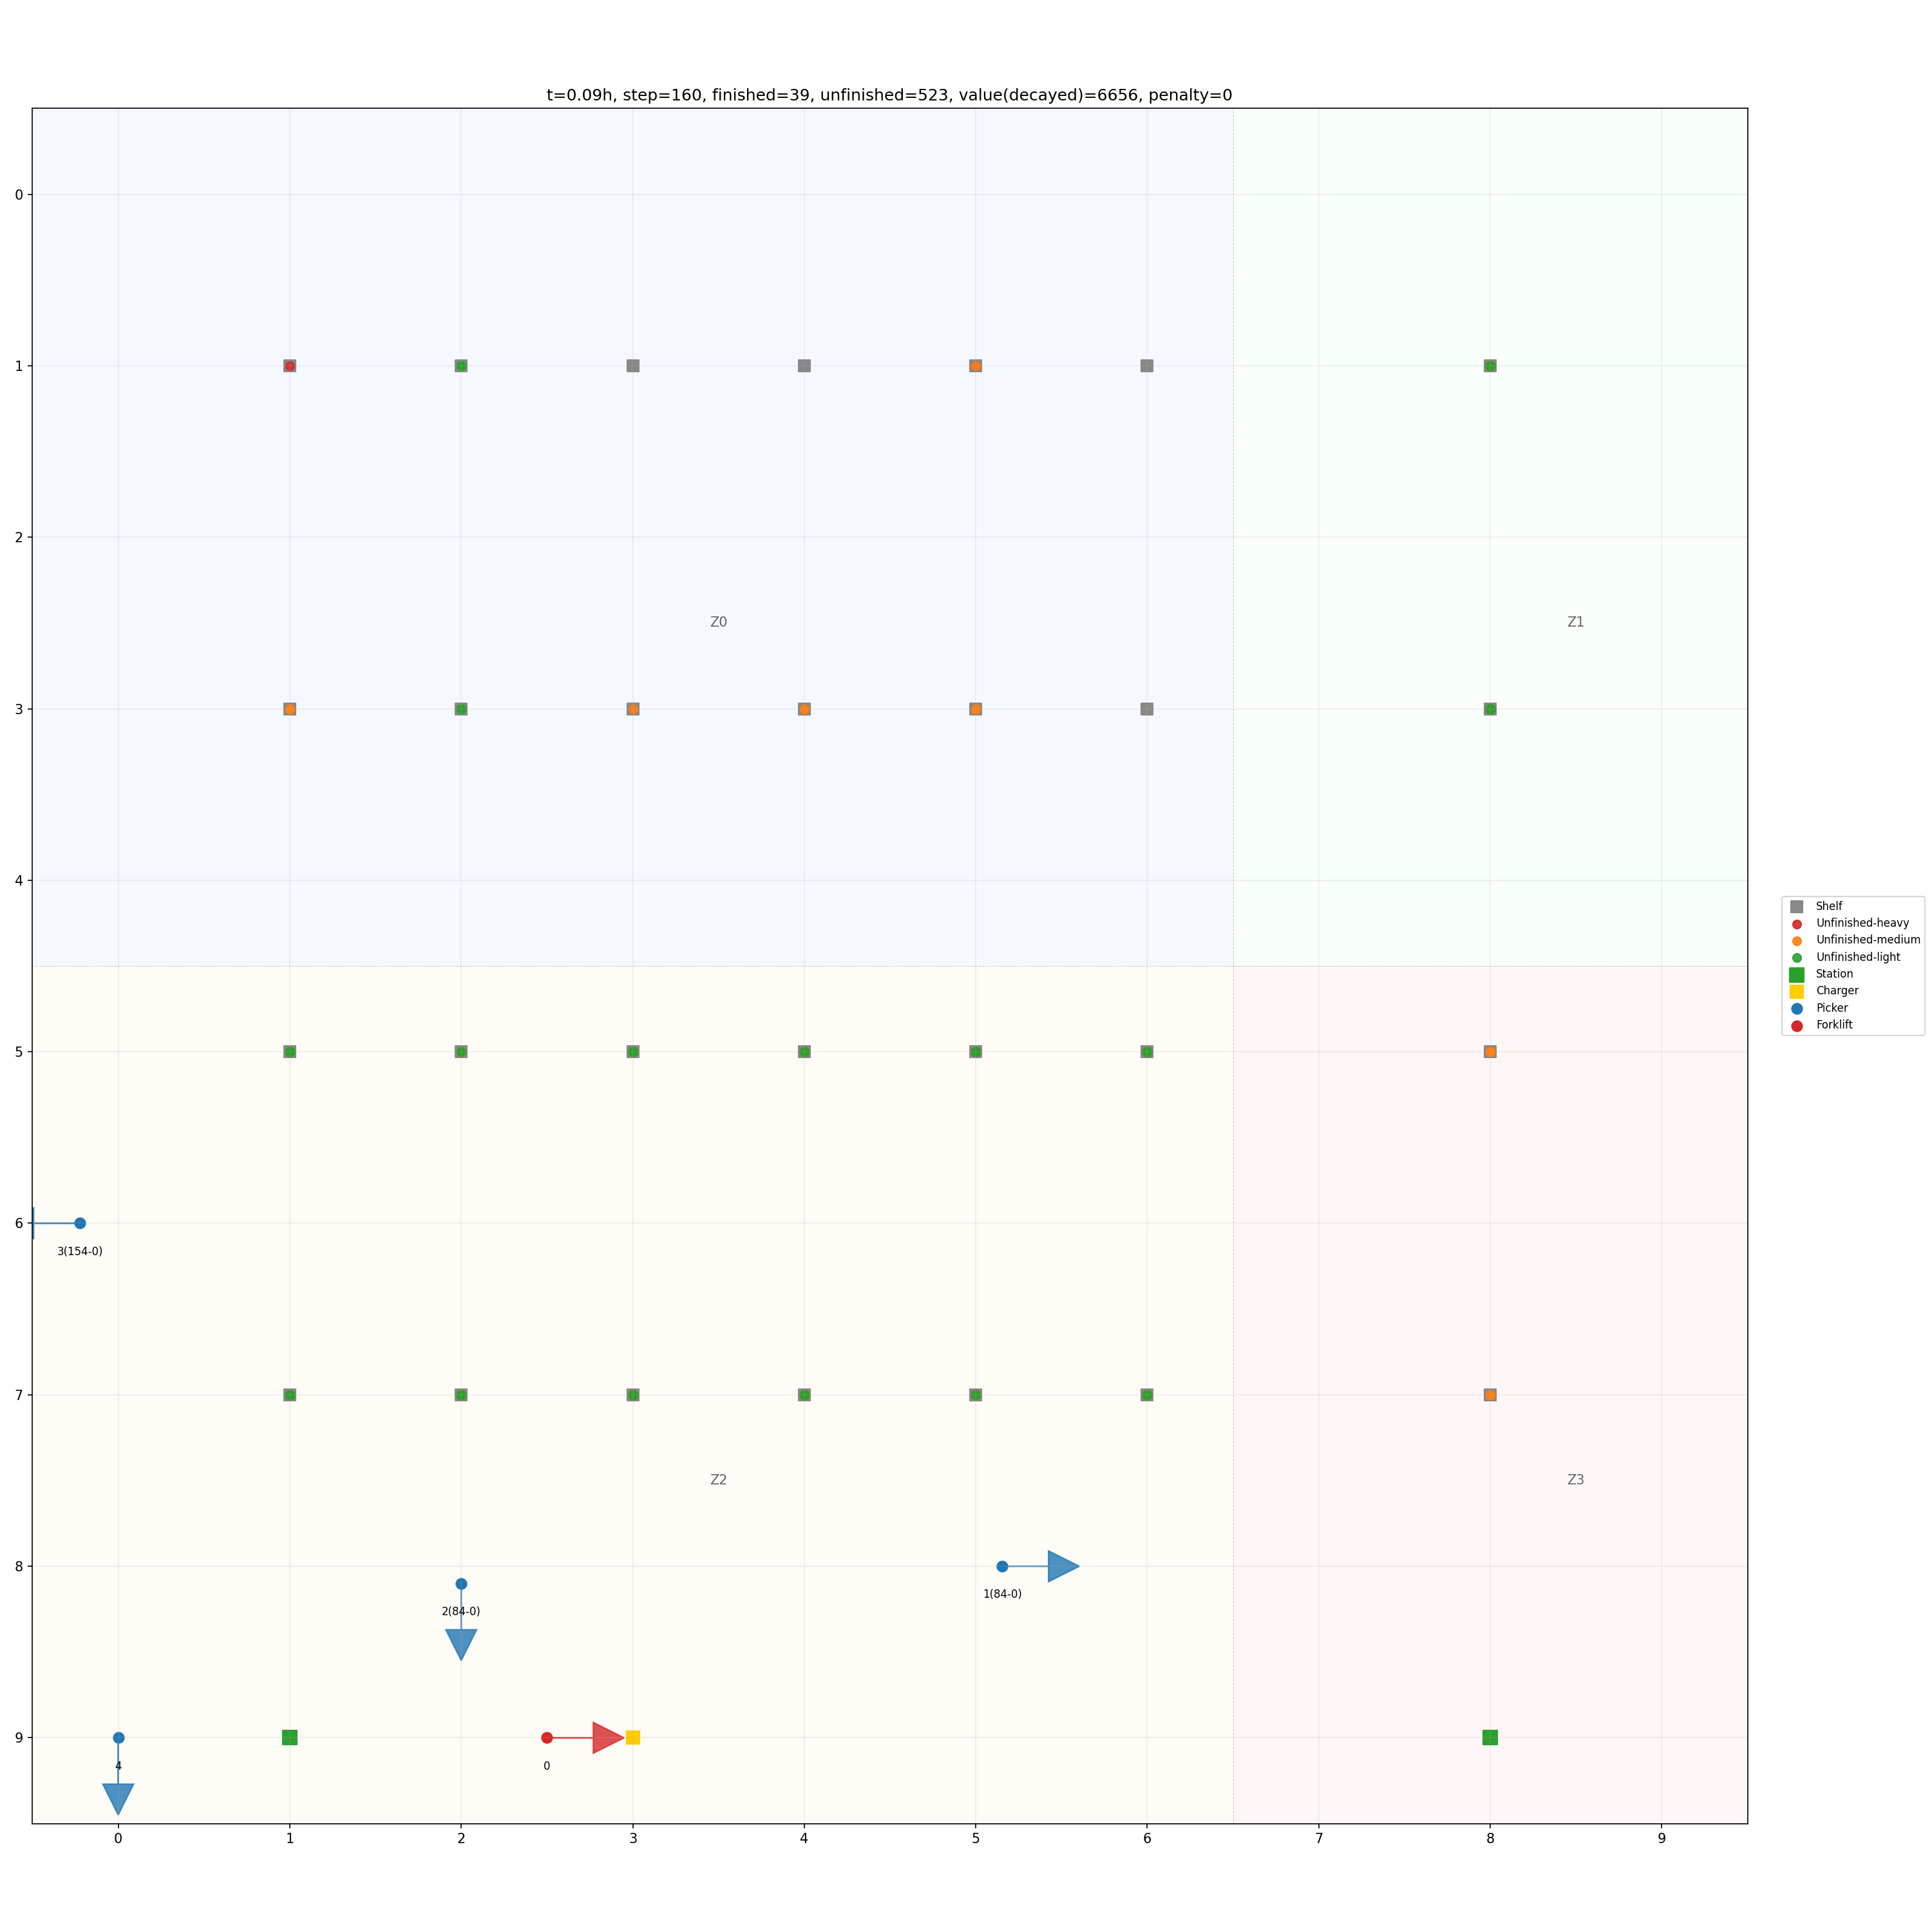 t=0.09h, step=160, finished=39, unfinished=523, value(decayed)=6656, penalty=0
0
1
2
Z0
Z1
3
4
Shelf
Unfinished-heavy
Unfinished-medium
Unfinished-light
Station
Charger
Picker
Forklift
5
6
3(154-0)
7
Z2
Z3
8
1(84-0)
2(84-0)
9
4
0
0 1 2 3 4 5 6 7 8 9